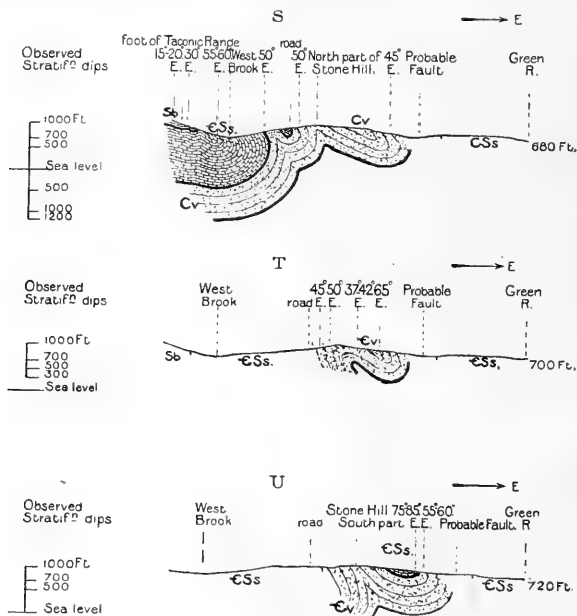 S
E
Observed
Stratifⁿ dips
foot of Taconic Range
15-20° 30° 55-60° West 50° road 50° North part of 45° Probable Green
E. E. E. Brook E. E. Stone Hill. E. Fault R.
Sb ЄSs. Cv ЄSs
1000 Ft
700
500
Sea level
500
1000
1200
680 Ft.
Cv
T
E
Observed
Stratifⁿ dips
West 45° 50° 37° 42° 65° Probable Green
Brook road E. E. E. E. Fault R.
1000 Ft
700
500
300
Sea level
Sb ЄSs. Єv ЄSs. 700 Ft.
U
E
Observed
Stratifⁿ dips
West Stone Hill 75° 85° 55° 60° Green
Brook road South part E. E. Probable Fault. R
1000 Ft
700
500
Sea level
ЄSs ЄSs. Єv ЄSs 720 Ft.